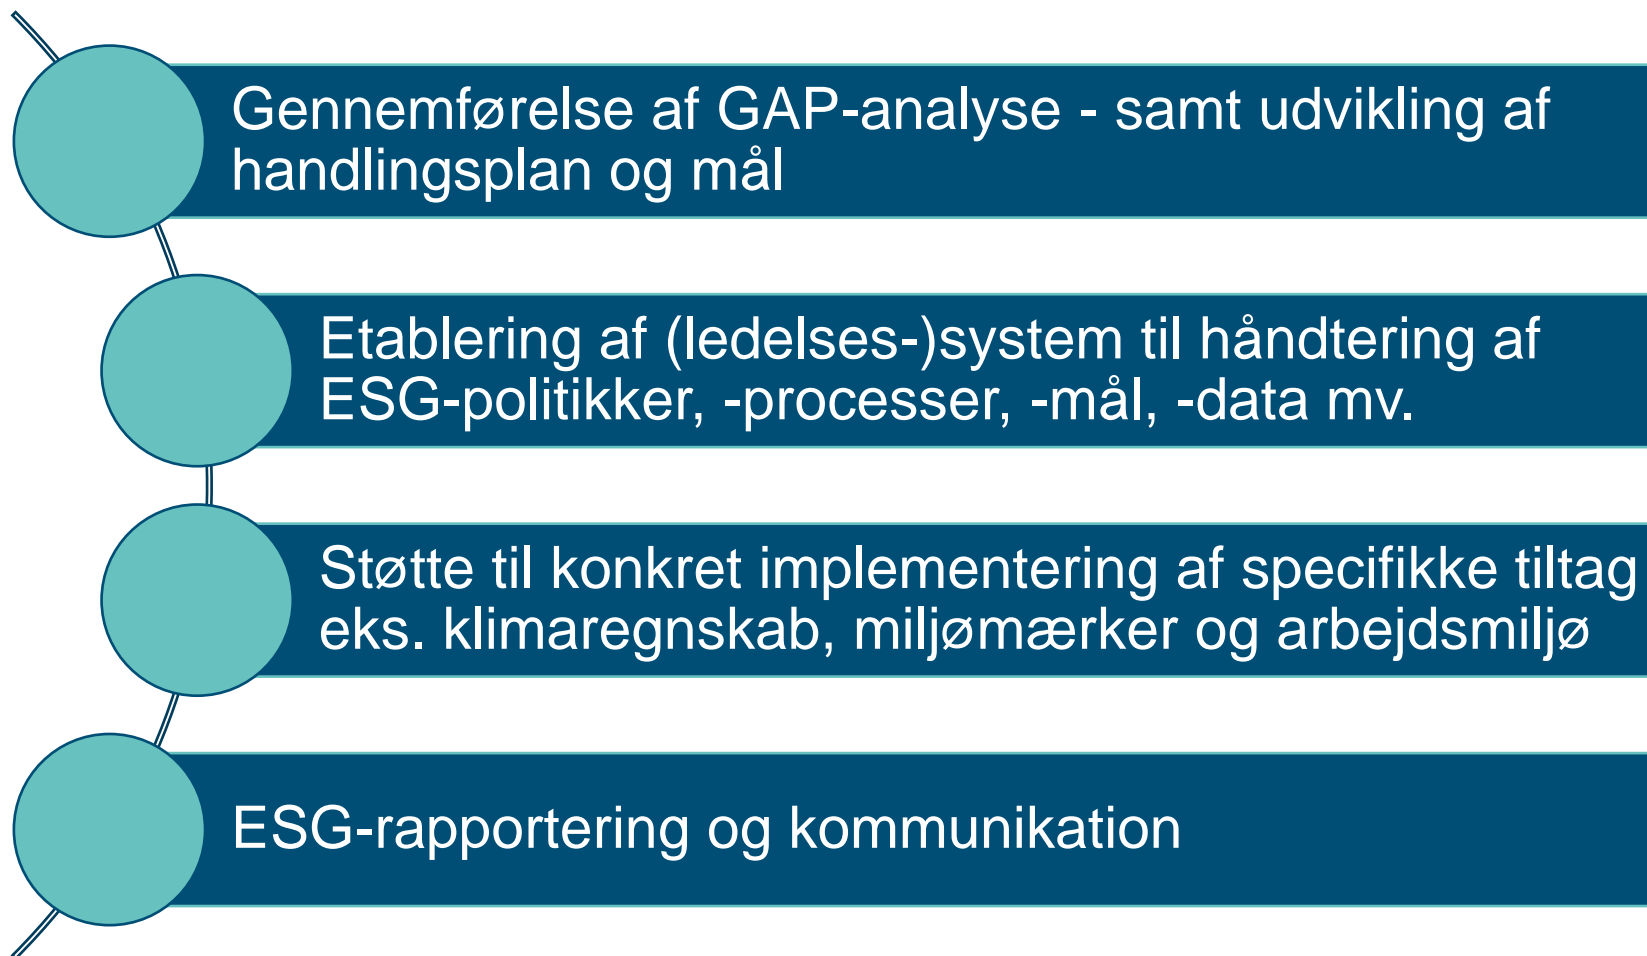 Gennemførelse af GAP-analyse - samt udvikling af
handlingsplan og mål
Etablering af (ledelses-)system til håndtering af
ESG-politikker, -processer, -mål, -data mv.
Støtte til konkret implementering af specifikke tiltag
eks. klimaregnskab, miljømærker og arbejdsmiljø
ESG-rapportering og kommunikation